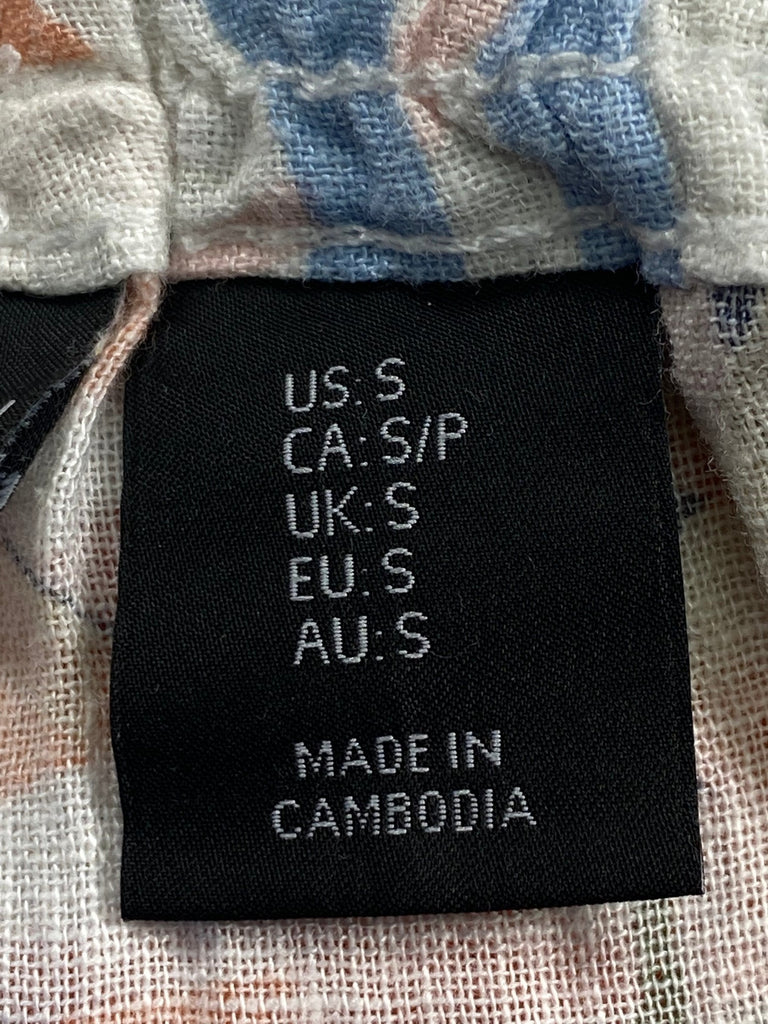 US: S
CA: S/P
UK: S
EU: S
AU: S
MADE IN
CAMBODIA